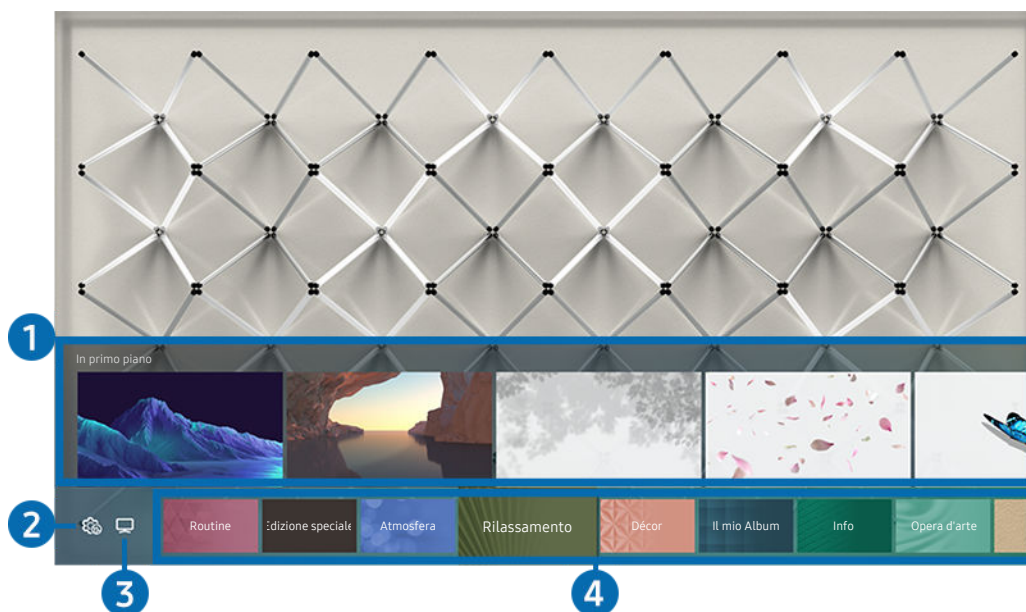 1
In primo piano
2
Routine
Edizione speciale
Atmosfera
Rilassamento
Décor
Il mio Album
Info
Opera d'arte
3
4